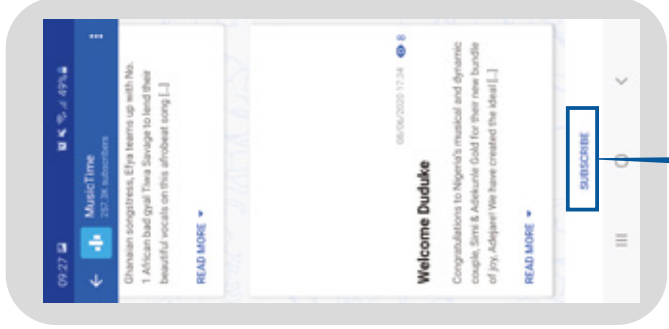 09:27 49%
MusicTime
257.3K subscribers
Ghanaian songstress, Efya teams up with No.
1 African bad gyal Tiwa Savage to lend their
beautiful vocals on this afrobeat song [...]
READ MORE
08/06/2020 17:34 8
Welcome Duduke
Congratulations to Nigeria's musical and dynamic
couple, Simi & Adekunle Gold for their new bundle
of joy, Adejare! We have created the ideal [...]
READ MORE
SUBSCRIBE